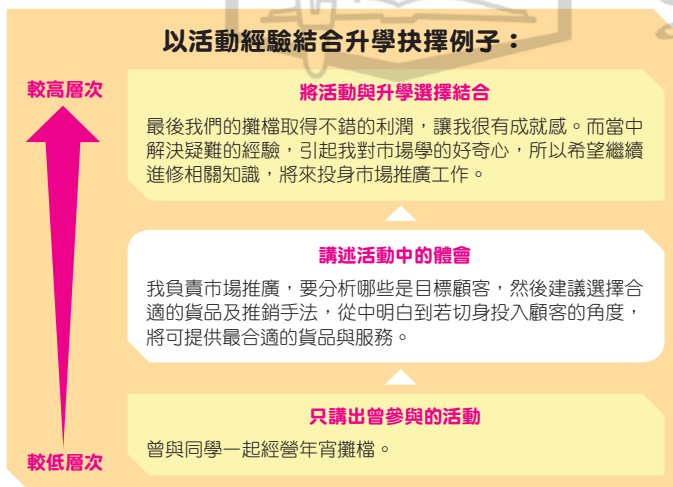 以活動經驗結合升學抉擇例子：
較高層次
將活動與升學選擇結合
最後我們的攤檔取得不錯的利潤，讓我很有成就感。而當中
解決疑難的經驗，引起我對市場學的好奇心，所以希望繼續
進修相關知識，將來投身市場推廣工作。
講述活動中的體會
我負責市場推廣，要分析哪些是目標顧客，然後建議選擇合
適的貨品及推銷手法，從中明白到若切身投入顧客的角度，
將可提供最合適的貨品與服務。
只講出曾參與的活動
曾與同學一起經營年宵攤檔。
較低層次